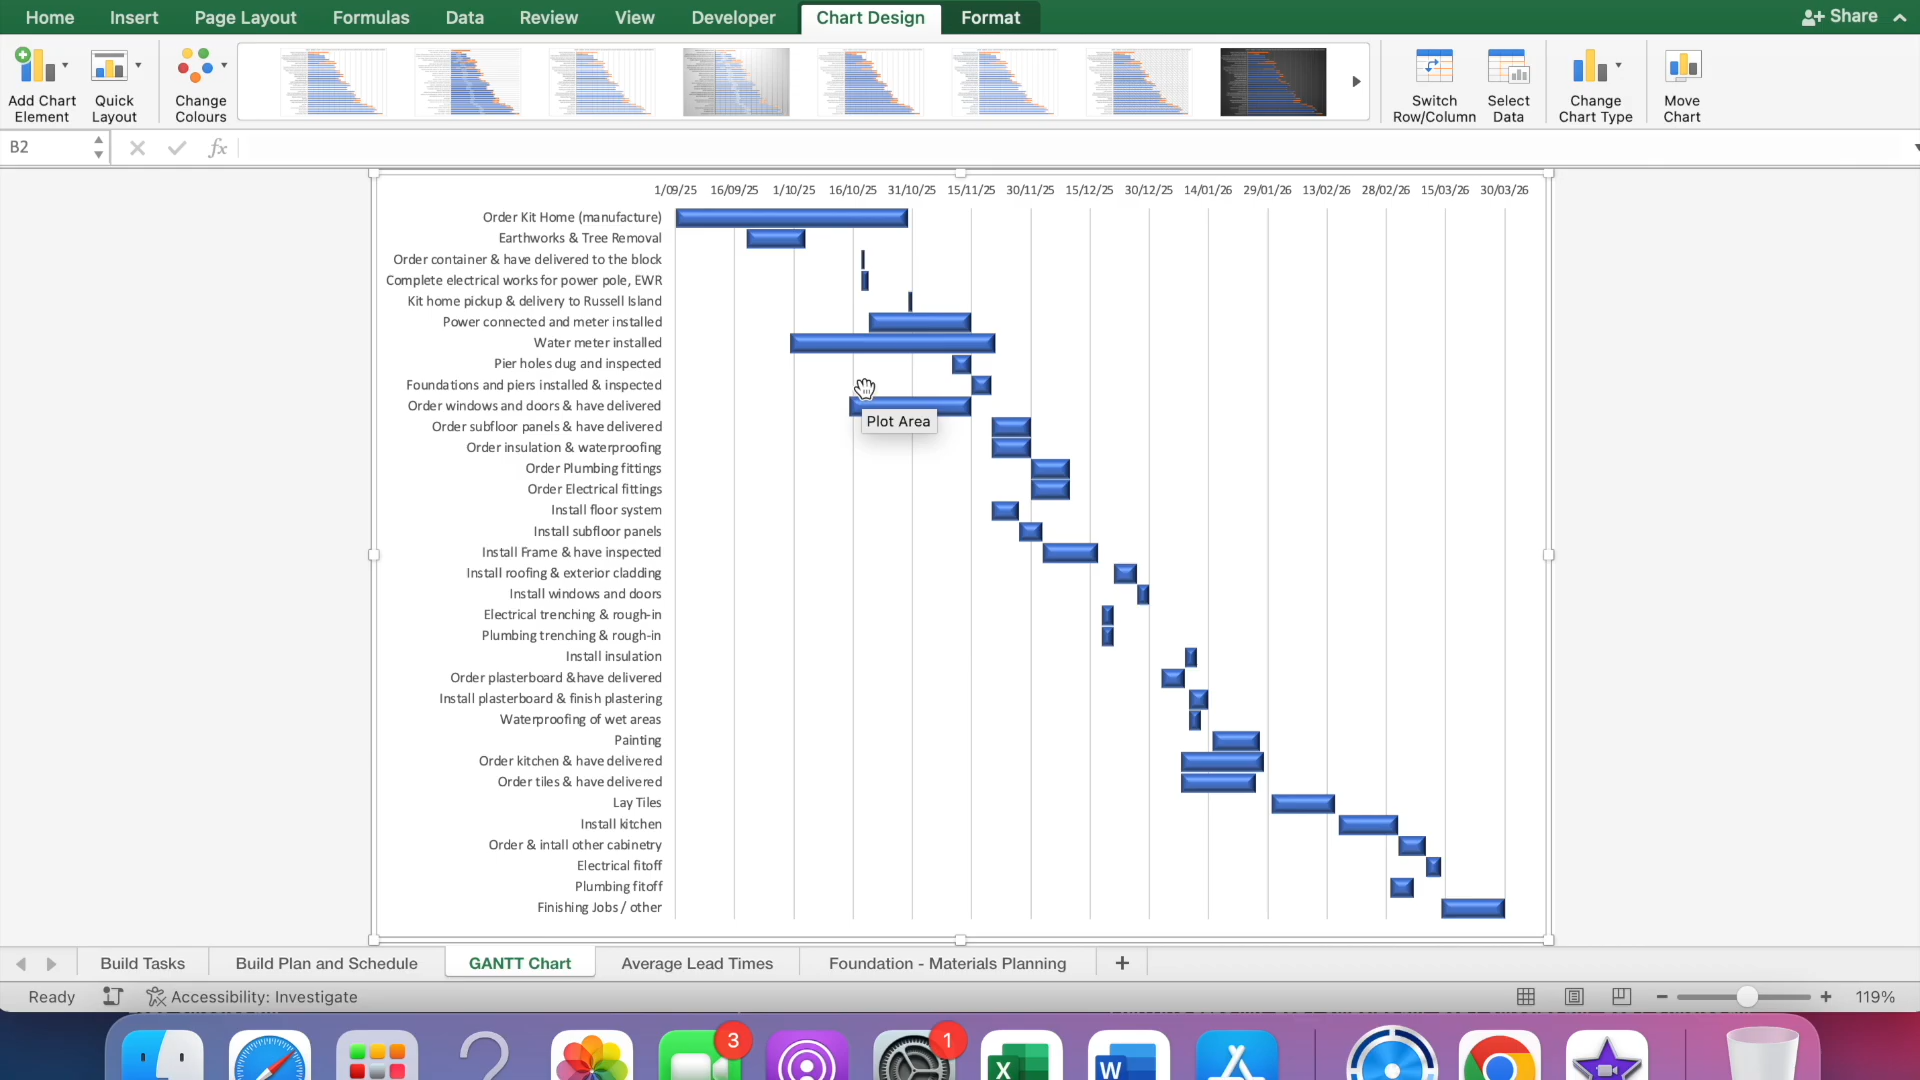 Home Insert Page Layout Formulas Data Review View Developer Chart Design Format Share
Add Chart Element
Quick Layout
Change Colours
Switch Row/Column
Select Data
Change Chart Type
Move Chart
B2
fx
1/09/25 16/09/25 1/10/25 16/10/25 31/10/25 15/11/25 30/11/25 15/12/25 30/12/25 14/01/26 29/01/26 13/02/26 28/02/26 15/03/26 30/03/26
Order Kit Home (manufacture)
Earthworks & Tree Removal
Order container & have delivered to the block
Complete electrical works for power pole, EWR
Kit home pickup & delivery to Russell Island
Power connected and meter installed
Water meter installed
Pier holes dug and inspected
Foundations and piers installed & inspected
Order windows and doors & have delivered
Plot Area
Order subfloor panels & have delivered
Order insulation & waterproofing
Order Plumbing fittings
Order Electrical fittings
Install floor system
Install subfloor panels
Install Frame & have inspected
Install roofing & exterior cladding
Install windows and doors
Electrical trenching & rough-in
Plumbing trenching & rough-in
Install insulation
Order plasterboard &have delivered
Install plasterboard & finish plastering
Waterproofing of wet areas
Painting
Order kitchen & have delivered
Order tiles & have delivered
Lay Tiles
Install kitchen
Order & intall other cabinetry
Electrical fitoff
Plumbing fitoff
Finishing Jobs / other
Build Tasks Build Plan and Schedule GANTT Chart Average Lead Times Foundation - Materials Planning +
Ready Accessibility: Investigate 119%
3 1
X W